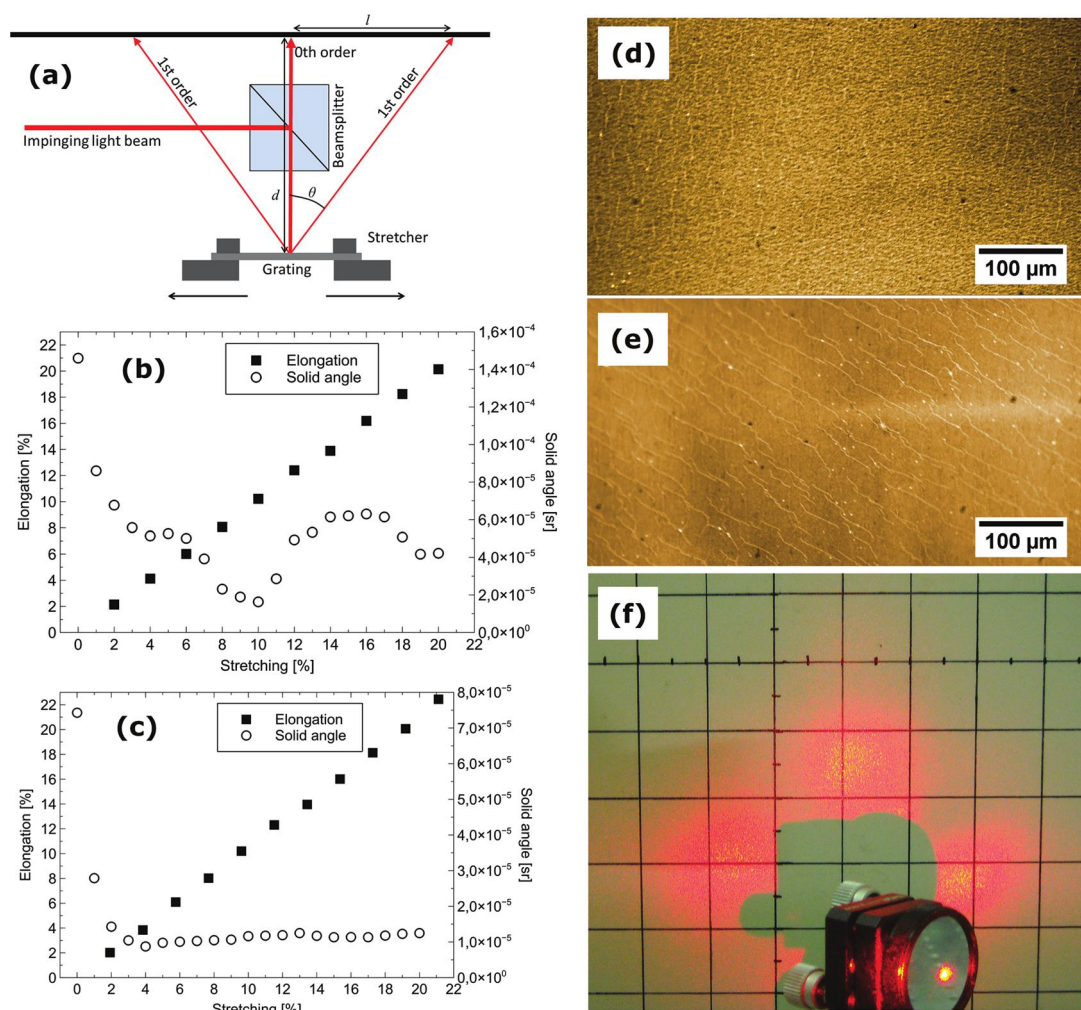 (a)
l
0th order
1st order
1st order
Beamsplitter
Impinging light beam
d
θ
Stretcher
Grating
(b)
Elongation
Solid angle
Elongation [%]
Solid angle [sr]
22
20
18
16
14
12
10
8
6
4
2
0
1,6×10⁻⁴
1,4×10⁻⁴
1,2×10⁻⁴
1,0×10⁻⁴
8,0×10⁻⁵
6,0×10⁻⁵
4,0×10⁻⁵
2,0×10⁻⁵
0,0×10⁰
0 2 4 6 8 10 12 14 16 18 20 22
Stretching [%]
(c)
Elongation
Solid angle
Elongation [%]
Solid angle [sr]
22
20
18
16
14
12
10
8
6
4
2
0
8,0×10⁻⁵
7,0×10⁻⁵
6,0×10⁻⁵
5,0×10⁻⁵
4,0×10⁻⁵
3,0×10⁻⁵
2,0×10⁻⁵
1,0×10⁻⁵
0,0×10⁰
0 2 4 6 8 10 12 14 16 18 20 22
Stretching [%]
(d)
100 µm
(e)
100 µm
(f)